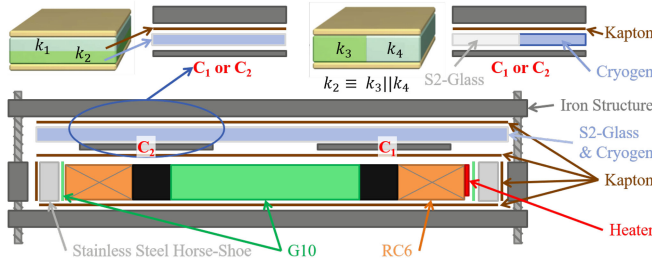 k₁
k₂
C₁ or C₂
k₃
k₄
k₂ ≡ k₃||k₄
C₁ or C₂
S2-Glass
Kapton
Cryogen
Iron Structure
S2-Glass
& Cryogen
C₂
C₁
Kapton
Stainless Steel Horse-Shoe
G10
RC6
Heater